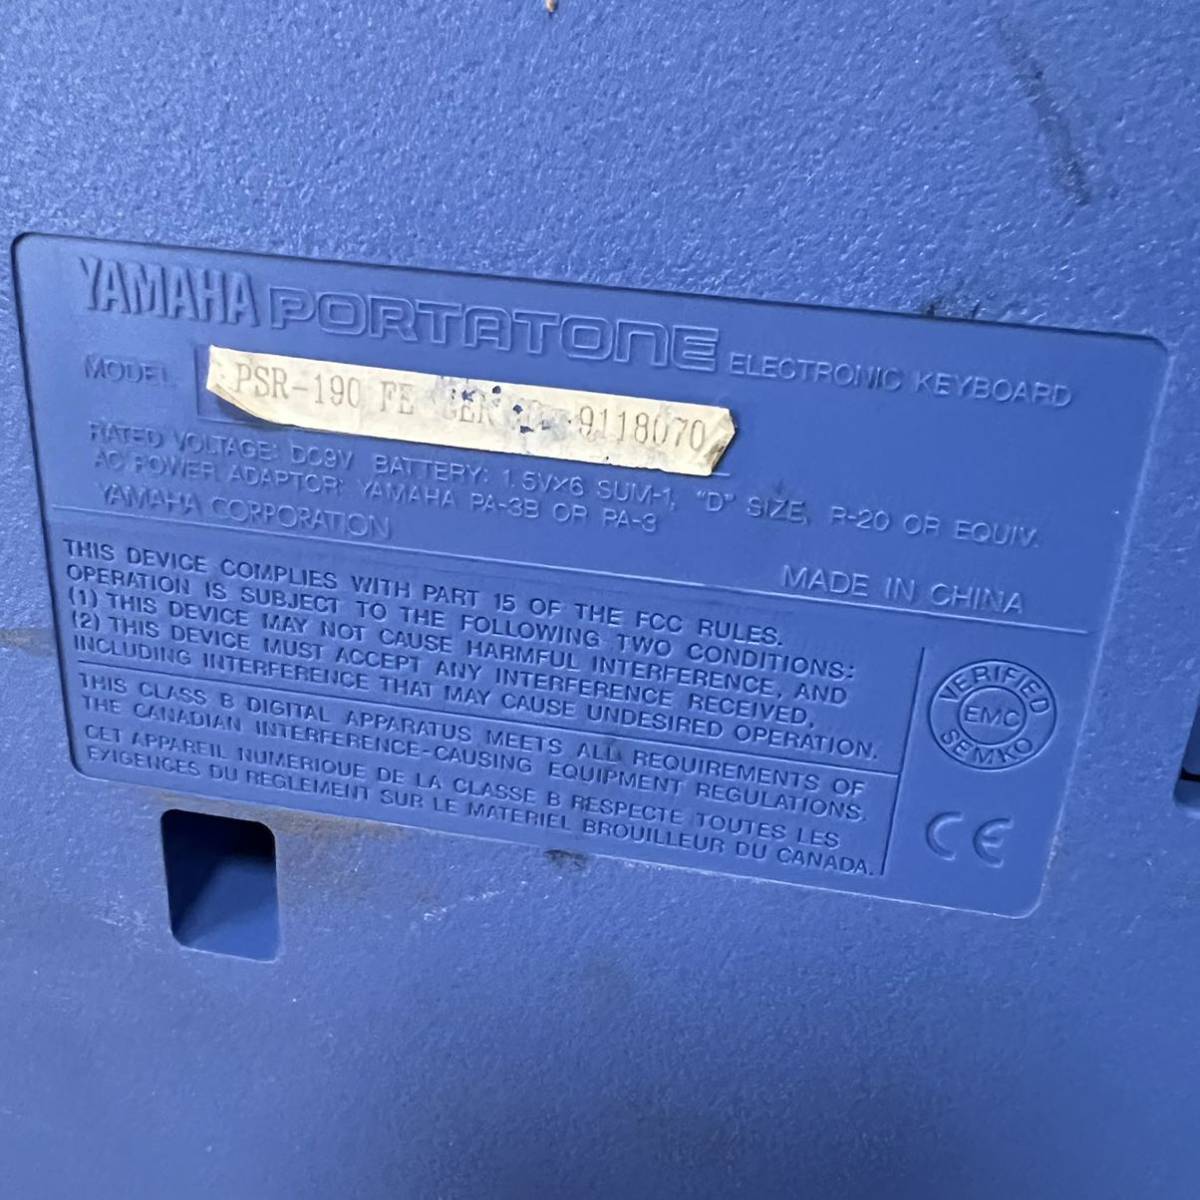 YAMAHA PORTATONE ELECTRONIC KEYBOARD
MODEL PSR-190 FE 9118070
RATED VOLTAGE: DC9V BATTERY: 1.5V×6 SUM-1, "D" SIZE, R-20 OR EQUIV.
AC POWER ADAPTOR: YAMAHA PA-3B OR PA-3
YAMAHA CORPORATION
MADE IN CHINA
THIS DEVICE COMPLIES WITH PART 15 OF THE FCC RULES.
OPERATION IS SUBJECT TO THE FOLLOWING TWO CONDITIONS:
(1) THIS DEVICE MAY NOT CAUSE HARMFUL INTERFERENCE, AND
(2) THIS DEVICE MUST ACCEPT ANY INTERFERENCE RECEIVED,
INCLUDING INTERFERENCE THAT MAY CAUSE UNDESIRED OPERATION.
THIS CLASS B DIGITAL APPARATUS MEETS ALL REQUIREMENTS OF
THE CANADIAN INTERFERENCE-CAUSING EQUIPMENT REGULATIONS.
CET APPAREIL NUMERIQUE DE LA CLASSE B RESPECTE TOUTES LES
EXIGENCES DU REGLEMENT SUR LE MATERIEL BROUILLEUR DU CANADA.
VERIFIED
EMC
SEMKO
CE